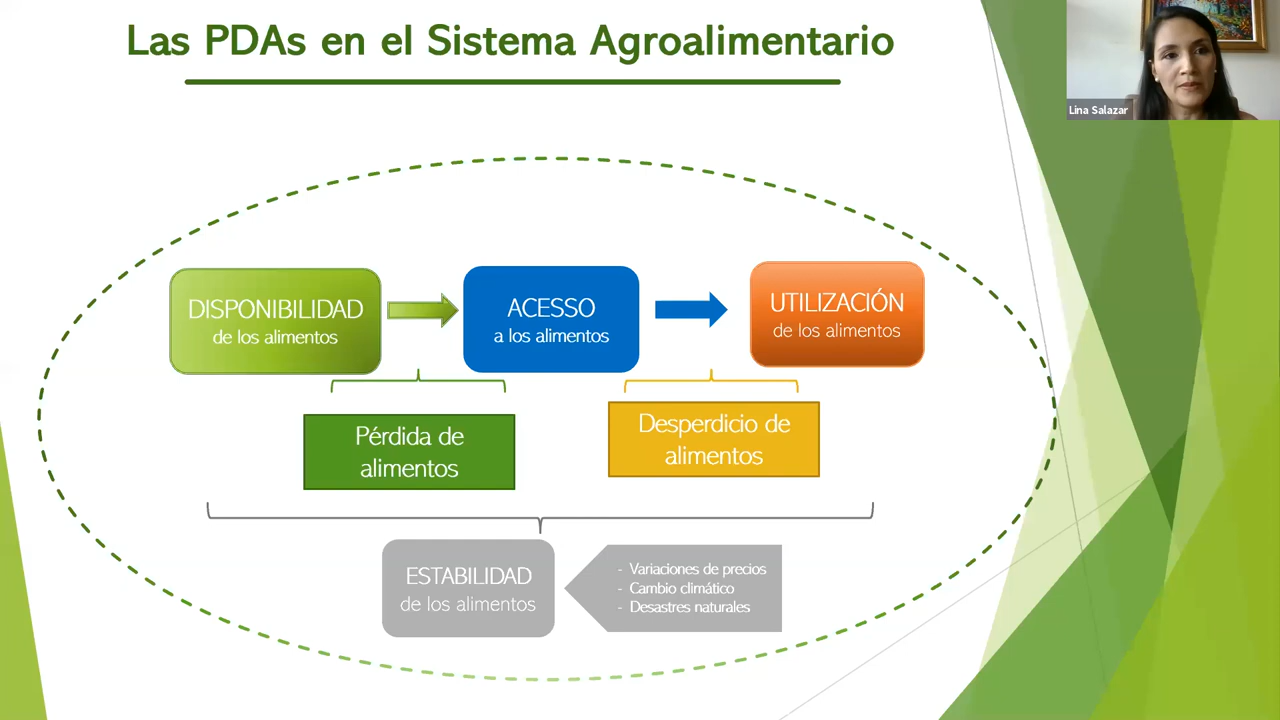 Las PDAs en el Sistema Agroalimentario
Lina Salazar
DISPONIBILIDAD
de los alimentos
ACESSO
a los alimentos
UTILIZACIÓN
de los alimentos
Pérdida de
alimentos
Desperdicio de
alimentos
ESTABILIDAD
de los alimentos
- Variaciones de precios
- Cambio climático
- Desastres naturales